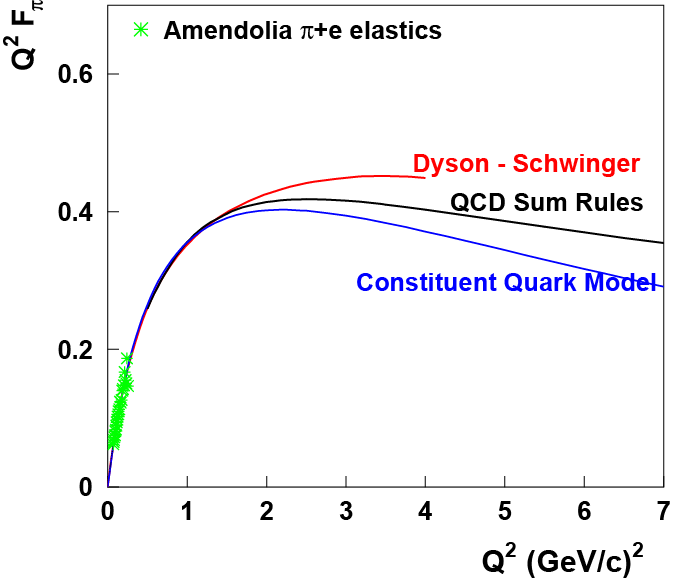 Q² Fπ
Amendolia π+e elastics
0.6
Dyson - Schwinger
QCD Sum Rules
0.4
Constituent Quark Model
0.2
0
0 1 2 3 4 5 6 7
Q² (GeV/c)²